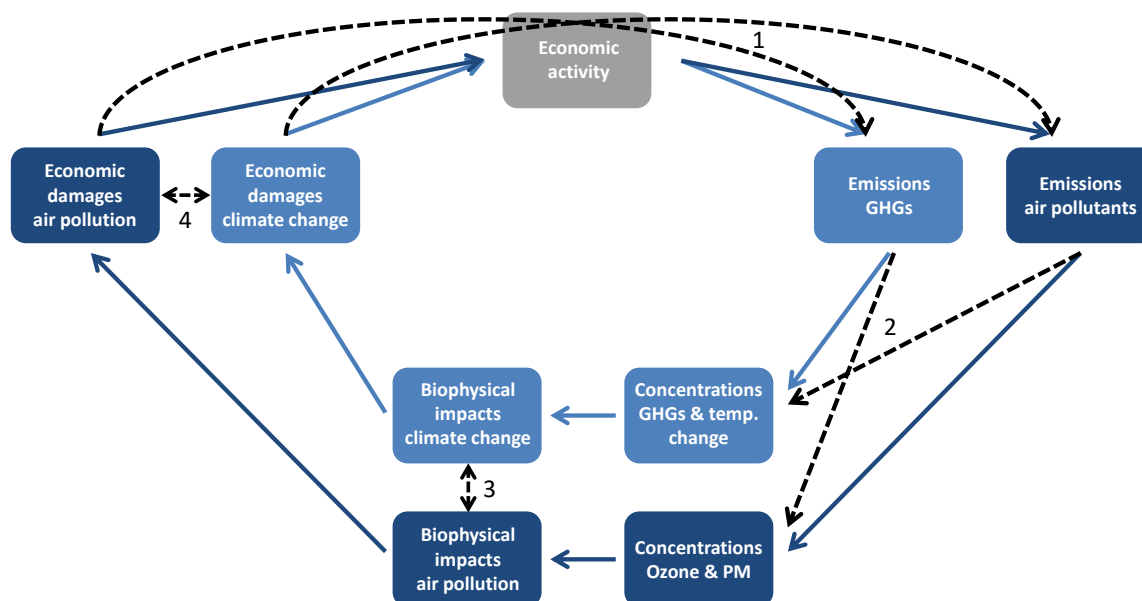 1
Economic
activity
Economic
damages
air pollution
4
Economic
damages
climate change
Emissions
GHGs
Emissions
air pollutants
2
Biophysical
impacts
climate change
Concentrations
GHGs & temp.
change
3
Biophysical
impacts
air pollution
Concentrations
Ozone & PM